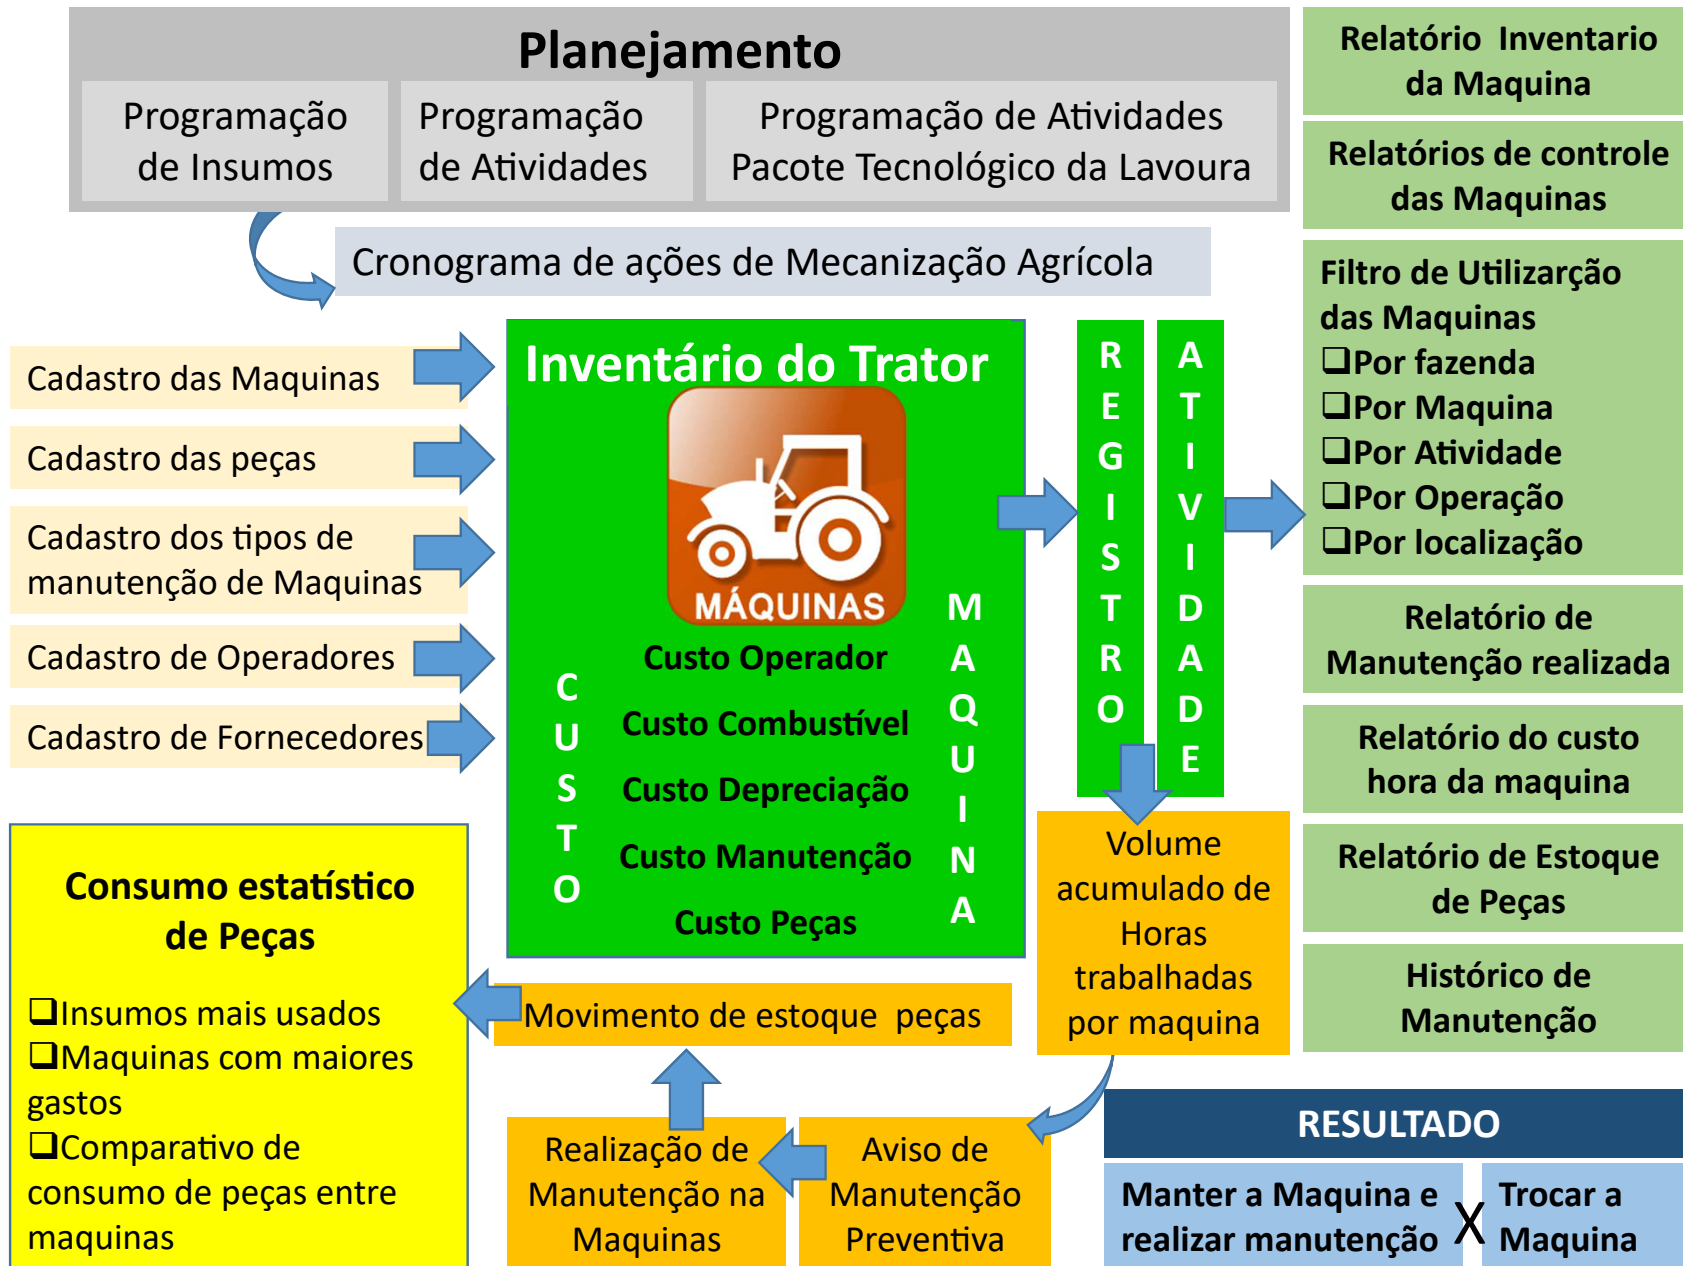 Planejamento
Programação
de Insumos
Programação
de Atividades
Programação de Atividades
Pacote Tecnológico da Lavoura
Cronograma de ações de Mecanização Agrícola
Cadastro das Maquinas
Cadastro das peças
Cadastro dos tipos de
manutenção de Maquinas
Cadastro de Operadores
Cadastro de Fornecedores
Inventário do Trator
MÁQUINAS
CUSTO
MAQUINA
Custo Operador
Custo Combustível
Custo Depreciação
Custo Manutenção
Custo Peças
REGISTRO
ATIVIDADE
Volume
acumulado de
Horas
trabalhadas
por maquina
Aviso de
Manutenção
Preventiva
Realização de
Manutenção na
Maquinas
Movimento de estoque  peças
Consumo estatístico
de Peças
❑Insumos mais usados
❑Maquinas com maiores
gastos
❑Comparativo de
consumo de peças entre
maquinas
Relatório  Inventario
da Maquina
Relatórios de controle
das Maquinas
Filtro de Utilizarção
das Maquinas
❑Por fazenda
❑Por Maquina
❑Por Atividade
❑Por Operação
❑Por localização
Relatório de
Manutenção realizada
Relatório do custo
hora da maquina
Relatório de Estoque
de Peças
Histórico de
Manutenção
RESULTADO
Manter a Maquina e
realizar manutenção
X
Trocar a
Maquina